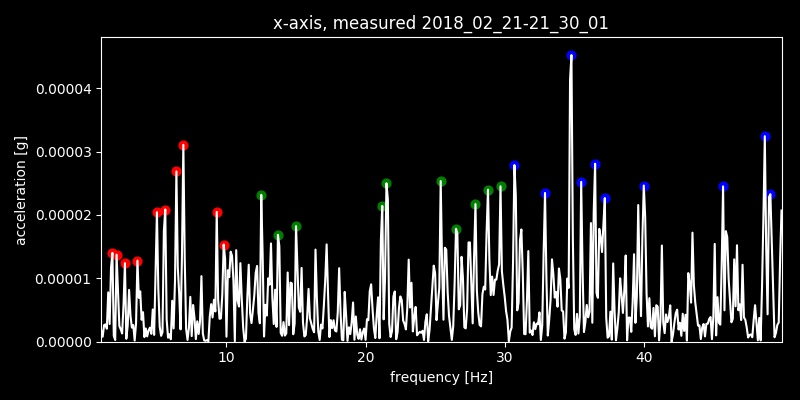 x-axis, measured 2018_02_21-21_30_01
acceleration [g]
0.00004
0.00003
0.00002
0.00001
0.00000
10 20 30 40
frequency [Hz]